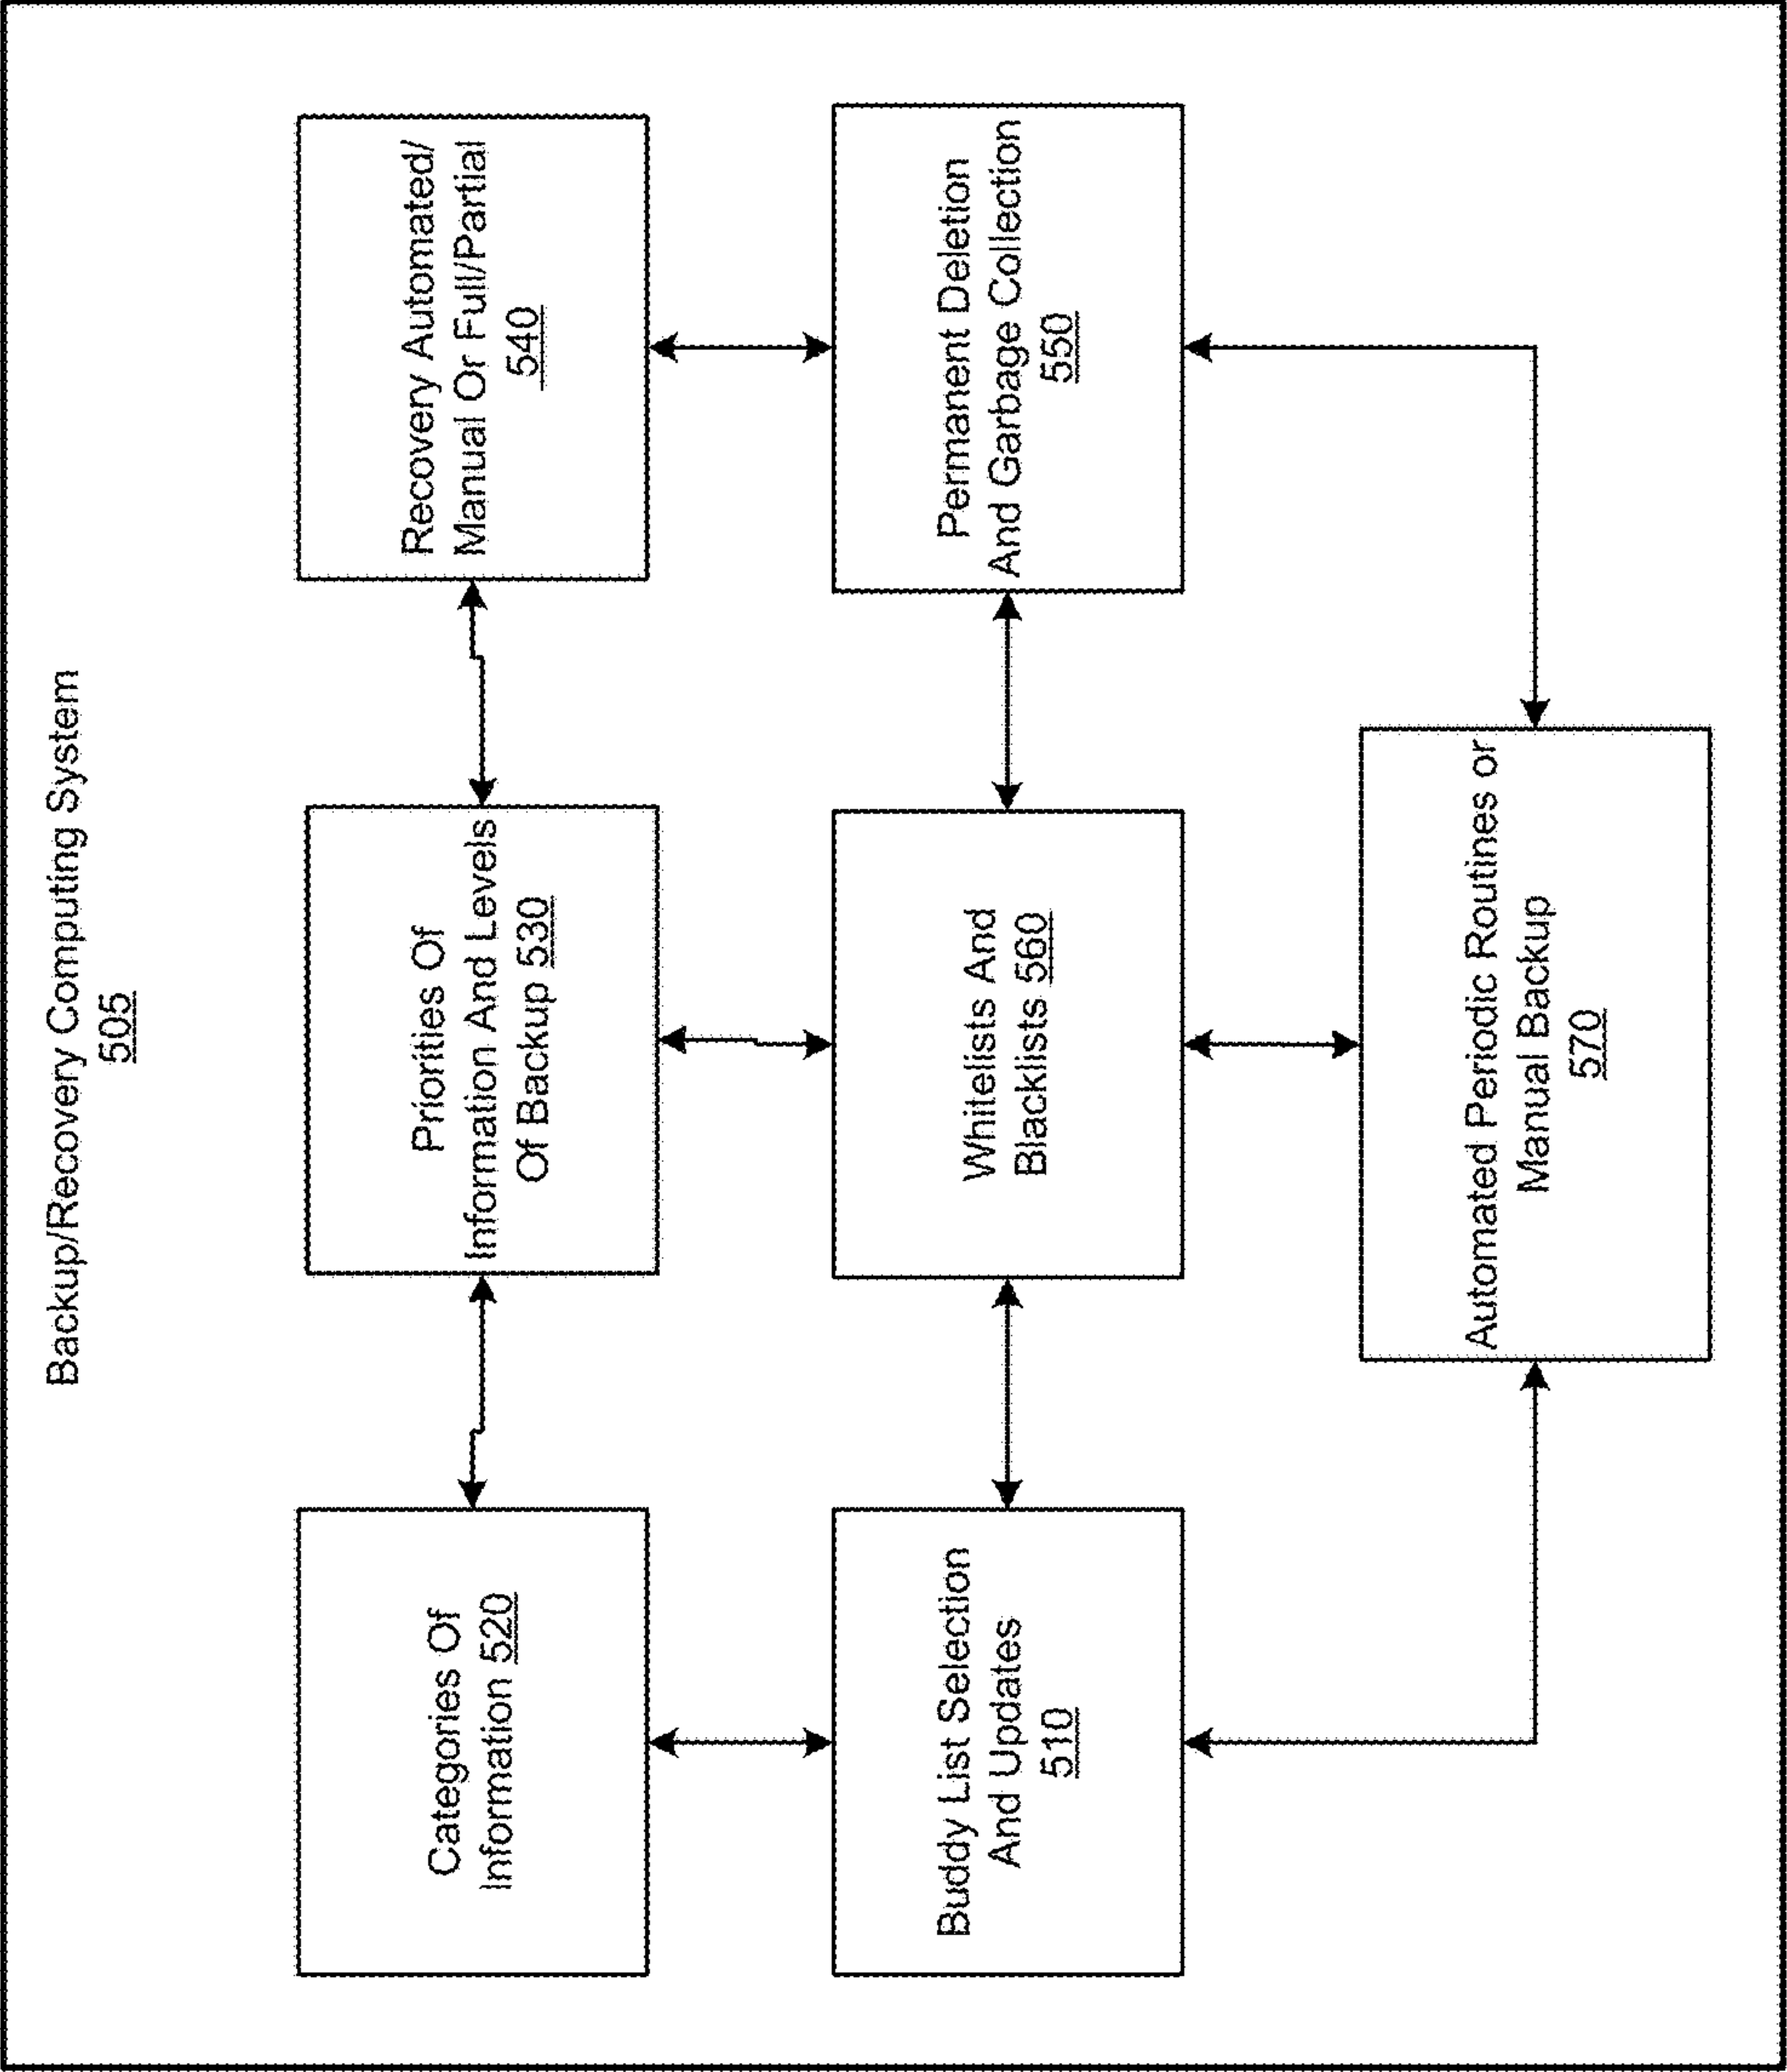 Backup/Recovery Computing System
505
Categories Of
Information 520
Priorities Of
Information And Levels
Of Backup 530
Recovery Automated/
Manual Or Full/Partial
540
Buddy List Selection
And Updates
510
Whitelists And
Blacklists 560
Permanent Deletion
And Garbage Collection
550
Automated Periodic Routines or
Manual Backup
570